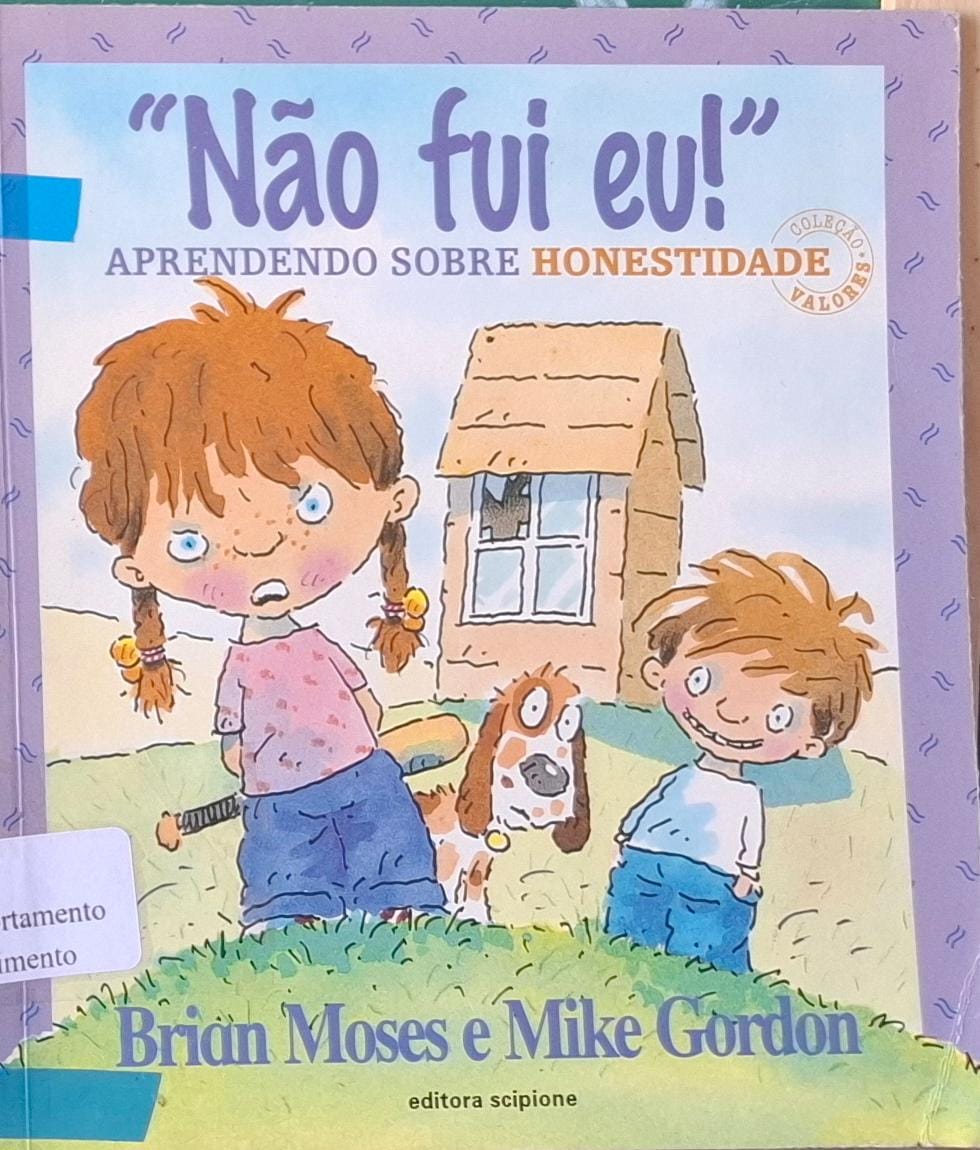 “Não fui eu!”
APRENDENDO SOBRE HONESTIDADE
COLEÇÃO
VALORES
rtamento
imento
Brian Moses e Mike Gordon
editora scipione